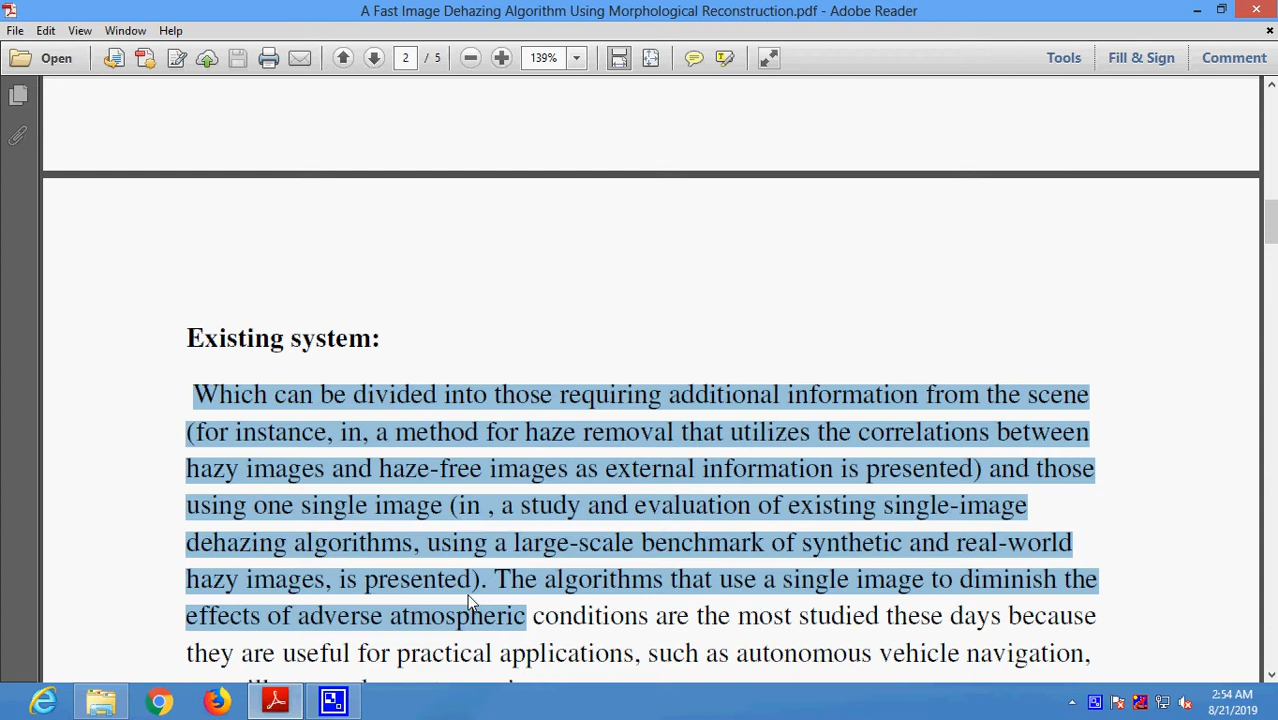 A Fast Image Dehazing Algorithm Using Morphological Reconstruction.pdf - Adobe Reader
File Edit View Window Help
Open 2 / 5 139% Tools Fill & Sign Comment
Existing system:
Which can be divided into those requiring additional information from the scene
(for instance, in, a method for haze removal that utilizes the correlations between
hazy images and haze-free images as external information is presented) and those
using one single image (in , a study and evaluation of existing single-image
dehazing algorithms, using a large-scale benchmark of synthetic and real-world
hazy images, is presented). The algorithms that use a single image to diminish the
effects of adverse atmospheric conditions are the most studied these days because
they are useful for practical applications, such as autonomous vehicle navigation,
2:54 AM
8/21/2019